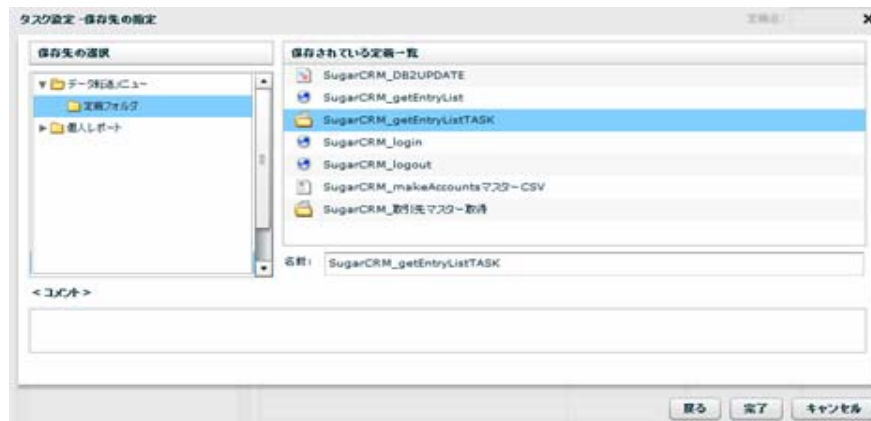 タスク設定 -保存先の指定
定義名:
×
保存先の選択
保存されている定義一覧
データ転送メニュー
定義フォルダ
個人レポート
SugarCRM_DB2UPDATE
SugarCRM_getEntryList
SugarCRM_getEntryListTASK
SugarCRM_login
SugarCRM_logout
SugarCRM_makeAccountsマスターCSV
SugarCRM_取引先マスター取得
名前: SugarCRM_getEntryListTASK
<コメント>
戻る 完了 キャンセル